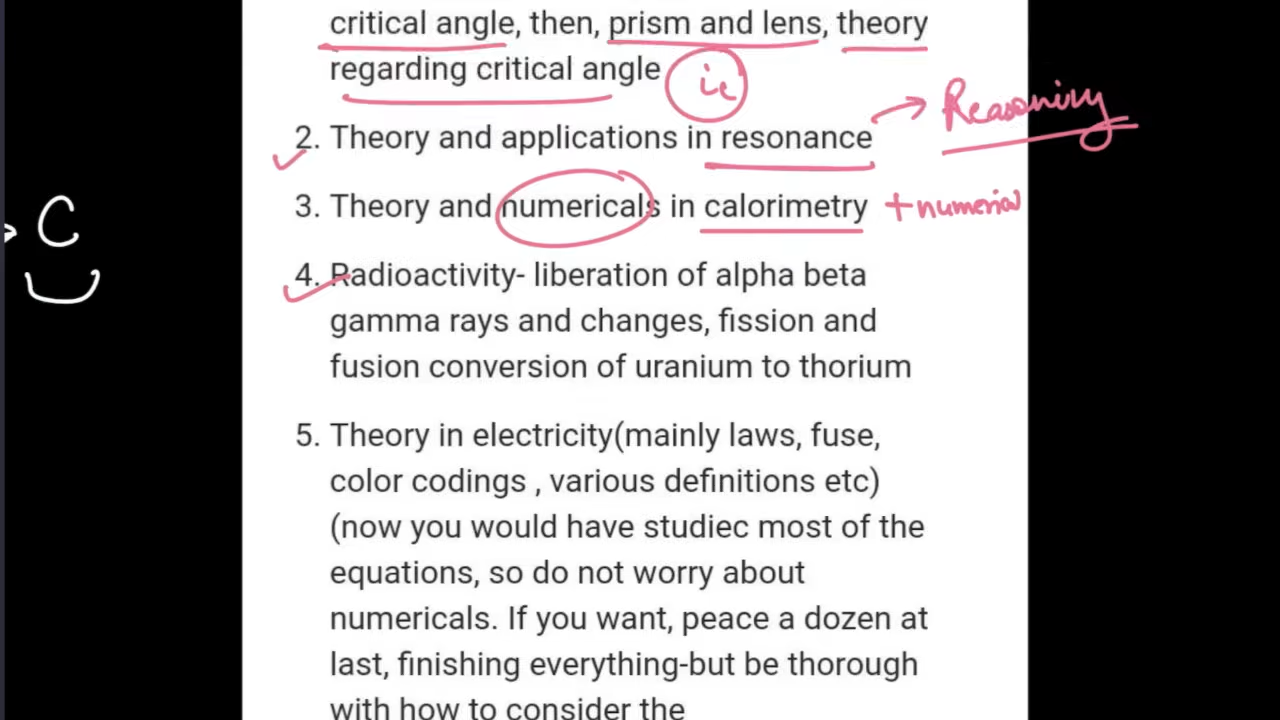 critical angle, then, prism and lens, theory
regarding critical angle ic
2. Theory and applications in resonance → Reasoning
3. Theory and numericals in calorimetry + numerical
C
4. Radioactivity- liberation of alpha beta
gamma rays and changes, fission and
fusion conversion of uranium to thorium
5. Theory in electricity(mainly laws, fuse,
color codings , various definitions etc)
(now you would have studiec most of the
equations, so do not worry about
numericals. If you want, peace a dozen at
last, finishing everything-but be thorough
with how to consider the